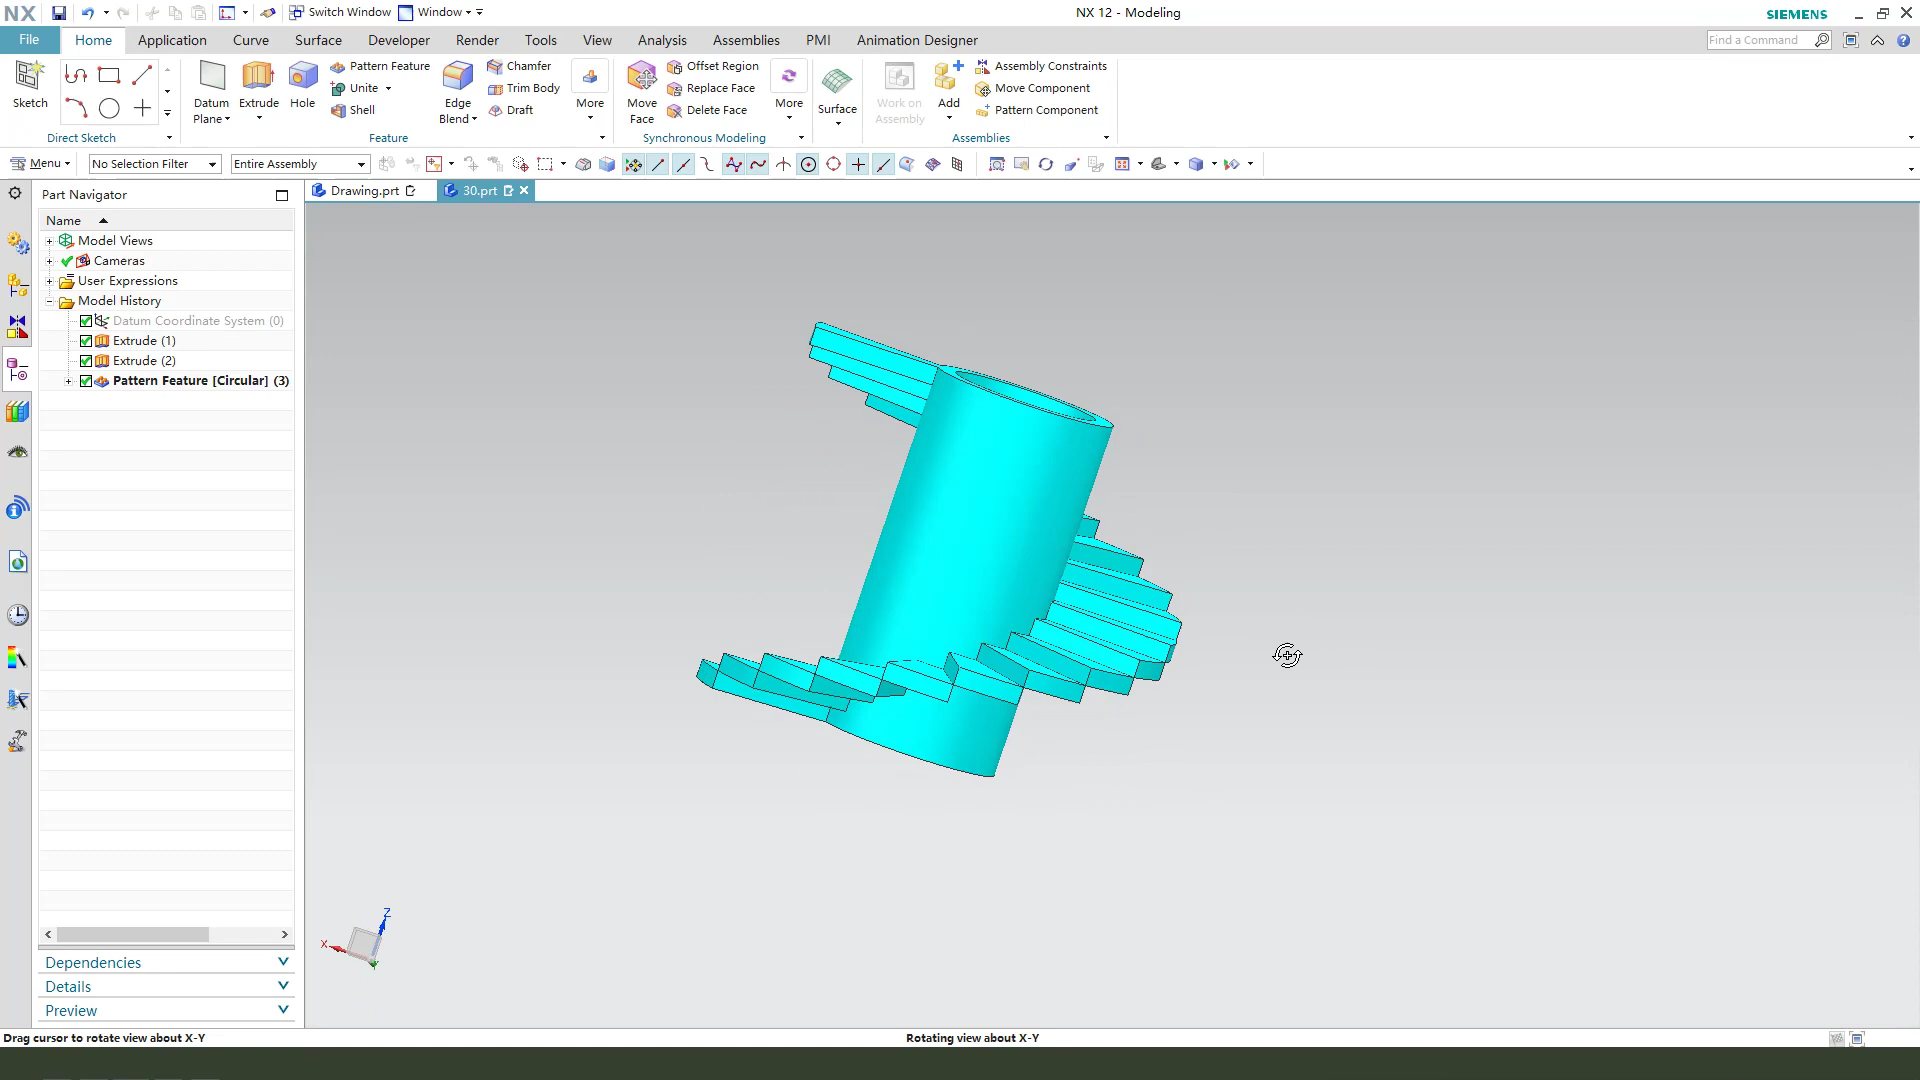 NX
Switch Window
Window
NX 12 - Modeling
SIEMENS
File
Home
Application
Curve
Surface
Developer
Render
Tools
View
Analysis
Assemblies
PMI
Animation Designer
Find a Command
Sketch
Direct Sketch
Datum Plane
Extrude
Hole
Pattern Feature
Unite
Shell
Edge Blend
Chamfer
Trim Body
Draft
More
Feature
Move Face
Offset Region
Replace Face
Delete Face
More
Synchronous Modeling
Surface
Work on Assembly
Add
Assembly Constraints
Move Component
Pattern Component
Assemblies
Menu
No Selection Filter
Entire Assembly
Part Navigator
Drawing.prt
30.prt
Name
Model Views
Cameras
User Expressions
Model History
Datum Coordinate System (0)
Extrude (1)
Extrude (2)
Pattern Feature [Circular] (3)
Z
X
Dependencies
Details
Preview
Drag cursor to rotate view about X-Y
Rotating view about X-Y